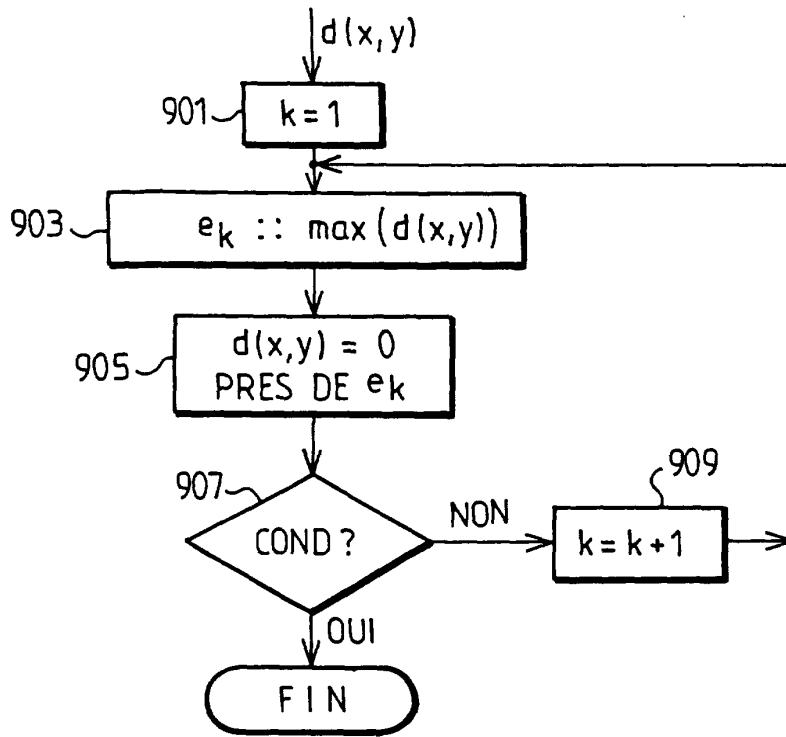 d(x,y)
901
k = 1
903
e_k :: max(d(x,y))
905
d(x,y) = 0
PRES DE e_k
907
COND ?
NON
909
k = k + 1
OUI
FIN